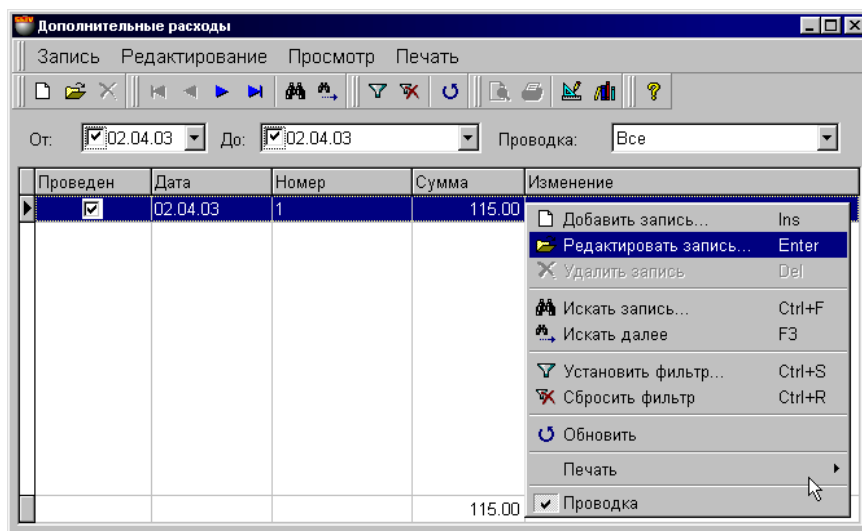 Дополнительные расходы
Запись Редактирование Просмотр Печать
От: 02.04.03 До: 02.04.03 Проводка: Все
Проведен Дата Номер Сумма Изменение
02.04.03 1 115.00
Добавить запись... Ins
Редактировать запись... Enter
Удалить запись Del
Искать запись... Ctrl+F
Искать далее F3
Установить фильтр... Ctrl+S
Сбросить фильтр Ctrl+R
Обновить
Печать
115.00 Проводка